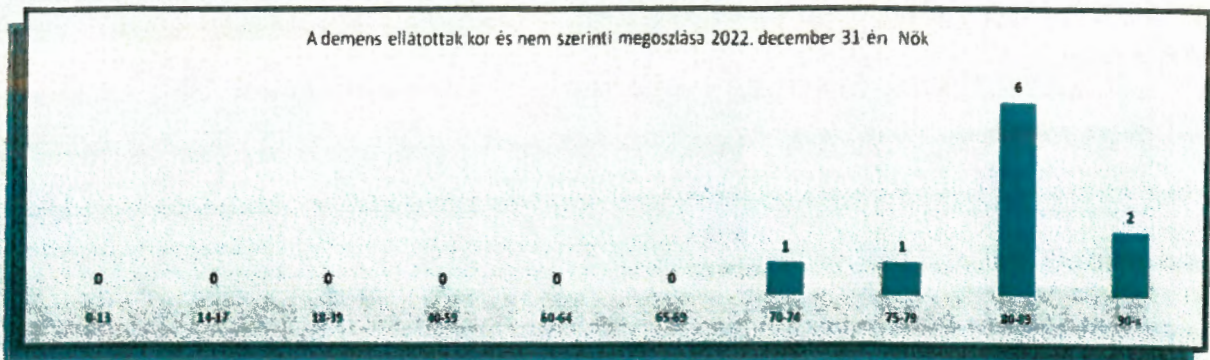 A demens ellátottak kor és nem szerinti megoszlása 2022. december 31 én Nők
6
2
1 1
0 0 0 0 0 0
0-13 14-17 18-39 40-59 60-64 65-69 70-74 75-79 80-89